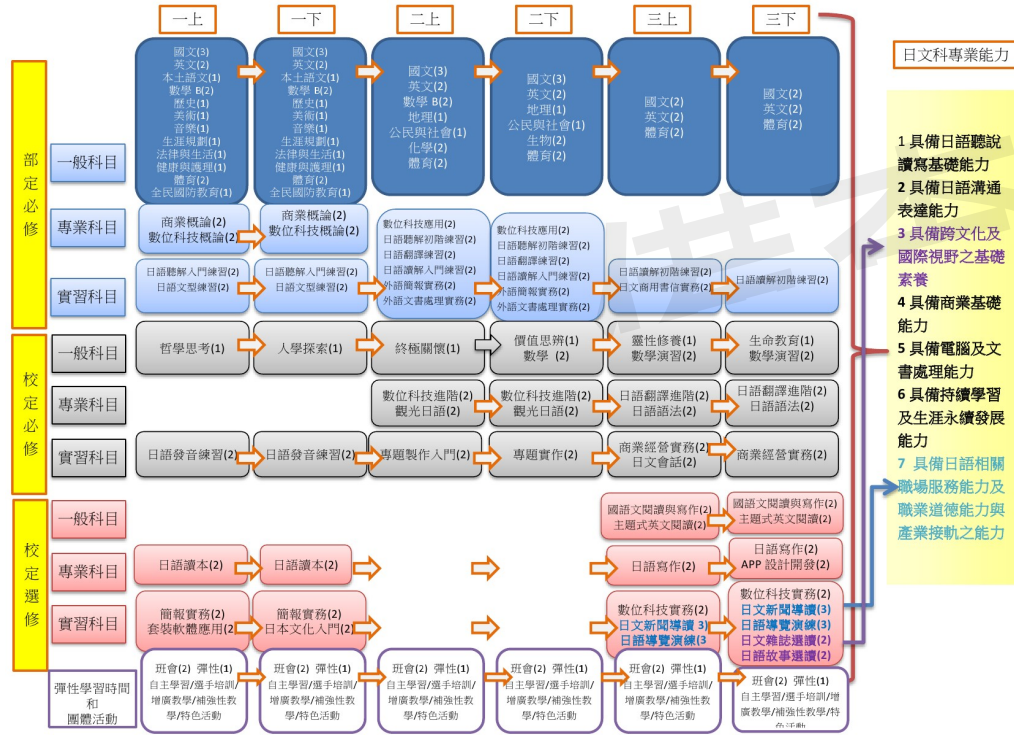 一上
一下
二上
二下
三上
三下
日文科專業能力
部定必修
一般科目
國文(3)
英文(2)
本土語文(1)
數學 B(2)
歷史(1)
美術(1)
音樂(1)
生涯規劃(1)
法律與生活(1)
健康與護理(1)
體育(2)
全民國防教育(1)
國文(3)
英文(2)
本土語文(1)
數學 B(2)
歷史(1)
美術(1)
音樂(1)
生涯規劃(1)
法律與生活(1)
健康與護理(1)
體育(2)
全民國防教育(1)
國文(3)
英文(2)
數學 B(2)
地理(1)
公民與社會(1)
化學(2)
體育(2)
國文(3)
英文(2)
地理(1)
公民與社會(1)
生物(2)
體育(2)
國文(2)
英文(2)
體育(2)
國文(2)
英文(2)
體育(2)
專業科目
商業概論(2)
數位科技概論(2)
商業概論(2)
數位科技概論(2)
實習科目
日語聽解入門練習(2)
日語文型練習(2)
日語聽解入門練習(2)
日語文型練習(2)
數位科技應用(2)
日語聽解初階練習(2)
日語翻譯練習(2)
日語讀解入門練習(2)
外語簡報實務(2)
外語文書處理實務(2)
數位科技應用(2)
日語聽解初階練習(2)
日語翻譯練習(2)
日語讀解入門練習(2)
外語簡報實務(2)
外語文書處理實務(2)
日語讀解初階練習(2)
日文商用書信實務(2)
日語讀解初階練習(2)
校定必修
一般科目
哲學思考(1)
人學探索(1)
終極關懷(1)
價值思辨(1)
數學 (2)
靈性修養(1)
數學演習(2)
生命教育(1)
數學演習(2)
專業科目
數位科技進階(2)
觀光日語(2)
數位科技進階(2)
觀光日語(2)
日語翻譯進階(2)
日語語法(2)
日語翻譯進階(2)
日語語法(2)
實習科目
日語發音練習(2)
日語發音練習(2)
專題製作入門(2)
專題實作(2)
商業經營實務(2)
日文會話(2)
商業經營實務(2)
校定選修
一般科目
國語文閱讀與寫作(2)
主題式英文閱讀(2)
國語文閱讀與寫作(2)
主題式英文閱讀(2)
專業科目
日語讀本(2)
日語讀本(2)
日語寫作(2)
日語寫作(2)
APP 設計開發(2)
實習科目
簡報實務(2)
套裝軟體應用(2)
簡報實務(2)
日本文化入門(2)
數位科技實務(2)
日文新聞導讀 3)
日語導覽演練(3
數位科技實務(2)
日文新聞導讀(3)
日語導覽演練(3)
日文雜誌選讀(2)
日語故事選讀(2)
彈性學習時間
和
團體活動
班會(2) 彈性(1)
自主學習/選手培訓/
增廣教學/補強性教
學/特色活動
班會(2) 彈性(1)
自主學習/選手培訓/
增廣教學/補強性教
學/特色活動
班會(2) 彈性(1)
自主學習/選手培訓/
增廣教學/補強性教
學/特色活動
班會(2) 彈性(1)
自主學習/選手培訓/
增廣教學/補強性教
學/特色活動
班會(2) 彈性(1)
自主學習/選手培訓/
增廣教學/補強性教
學/特色活動
班會(2) 彈性(1)
自主學習/選手培訓/增
廣教學/補強性教學/特
色活動
1 具備日語聽說
讀寫基礎能力
2 具備日語溝通
表達能力
3 具備跨文化及
國際視野之基礎
素養
4 具備商業基礎
能力
5 具備電腦及文
書處理能力
6 具備持續學習
及生涯永續發展
能力
7 具備日語相關
職場服務能力及
職業道德能力與
產業接軌之能力